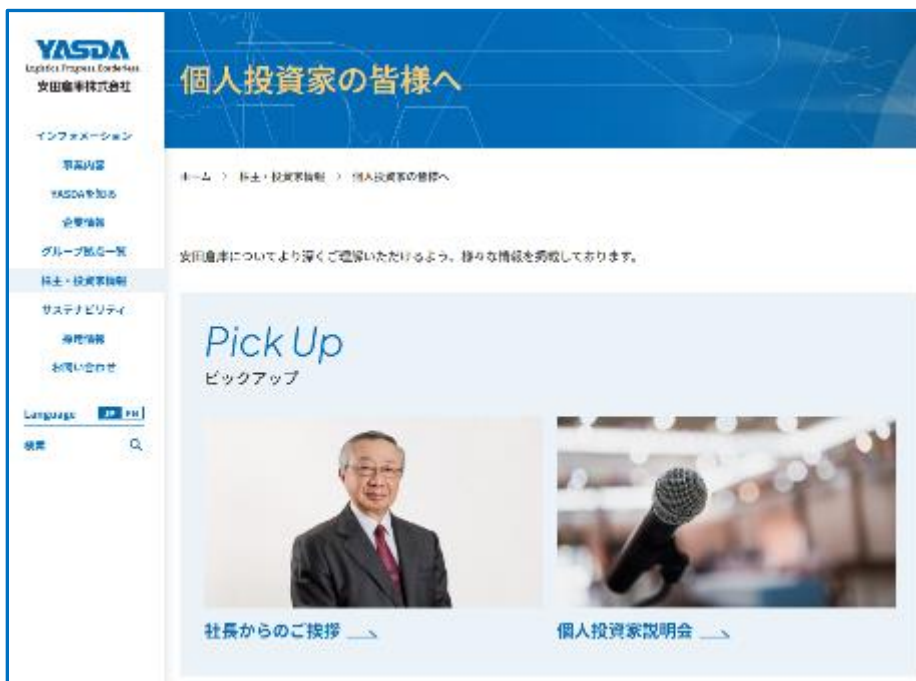 YASDA
Logistics Progress Borderless
安田倉庫株式会社
インフォメーション
事業内容
YASDAを知る
企業情報
グループ拠点一覧
株主・投資家情報
サステナビリティ
採用情報
お問い合わせ
Language JP EN
検索
個人投資家の皆様へ
ホーム > 株主・投資家情報 > 個人投資家の皆様へ
安田倉庫についてより深くご理解いただけるよう、様々な情報を掲載しております。
Pick Up
ピックアップ
社長からのご挨拶
個人投資家説明会